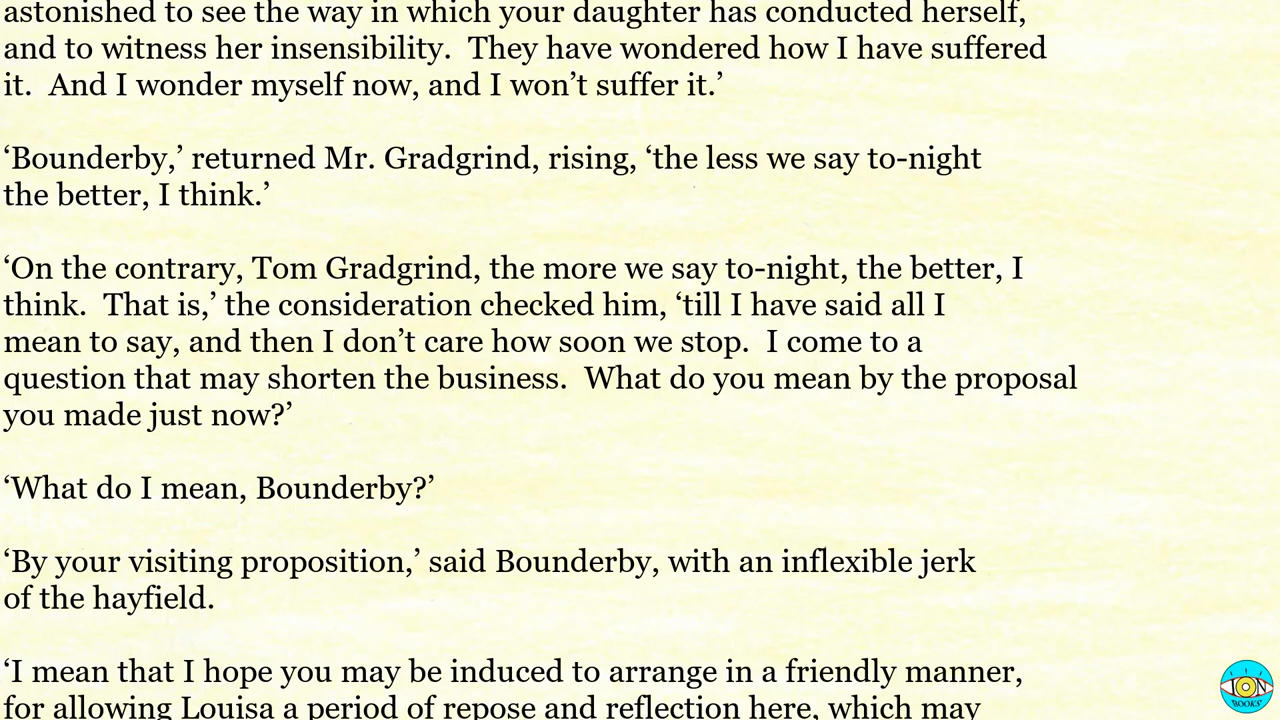 astonished to see the way in which your daughter has conducted herself,
and to witness her insensibility.  They have wondered how I have suffered
it.  And I wonder myself now, and I won’t suffer it.’
‘Bounderby,’ returned Mr. Gradgrind, rising, ‘the less we say to-night
the better, I think.’
‘On the contrary, Tom Gradgrind, the more we say to-night, the better, I
think.  That is,’ the consideration checked him, ‘till I have said all I
mean to say, and then I don’t care how soon we stop.  I come to a
question that may shorten the business.  What do you mean by the proposal
you made just now?’
‘What do I mean, Bounderby?’
‘By your visiting proposition,’ said Bounderby, with an inflexible jerk
of the hayfield.
‘I mean that I hope you may be induced to arrange in a friendly manner,
for allowing Louisa a period of repose and reflection here, which may
ION
BOOKS